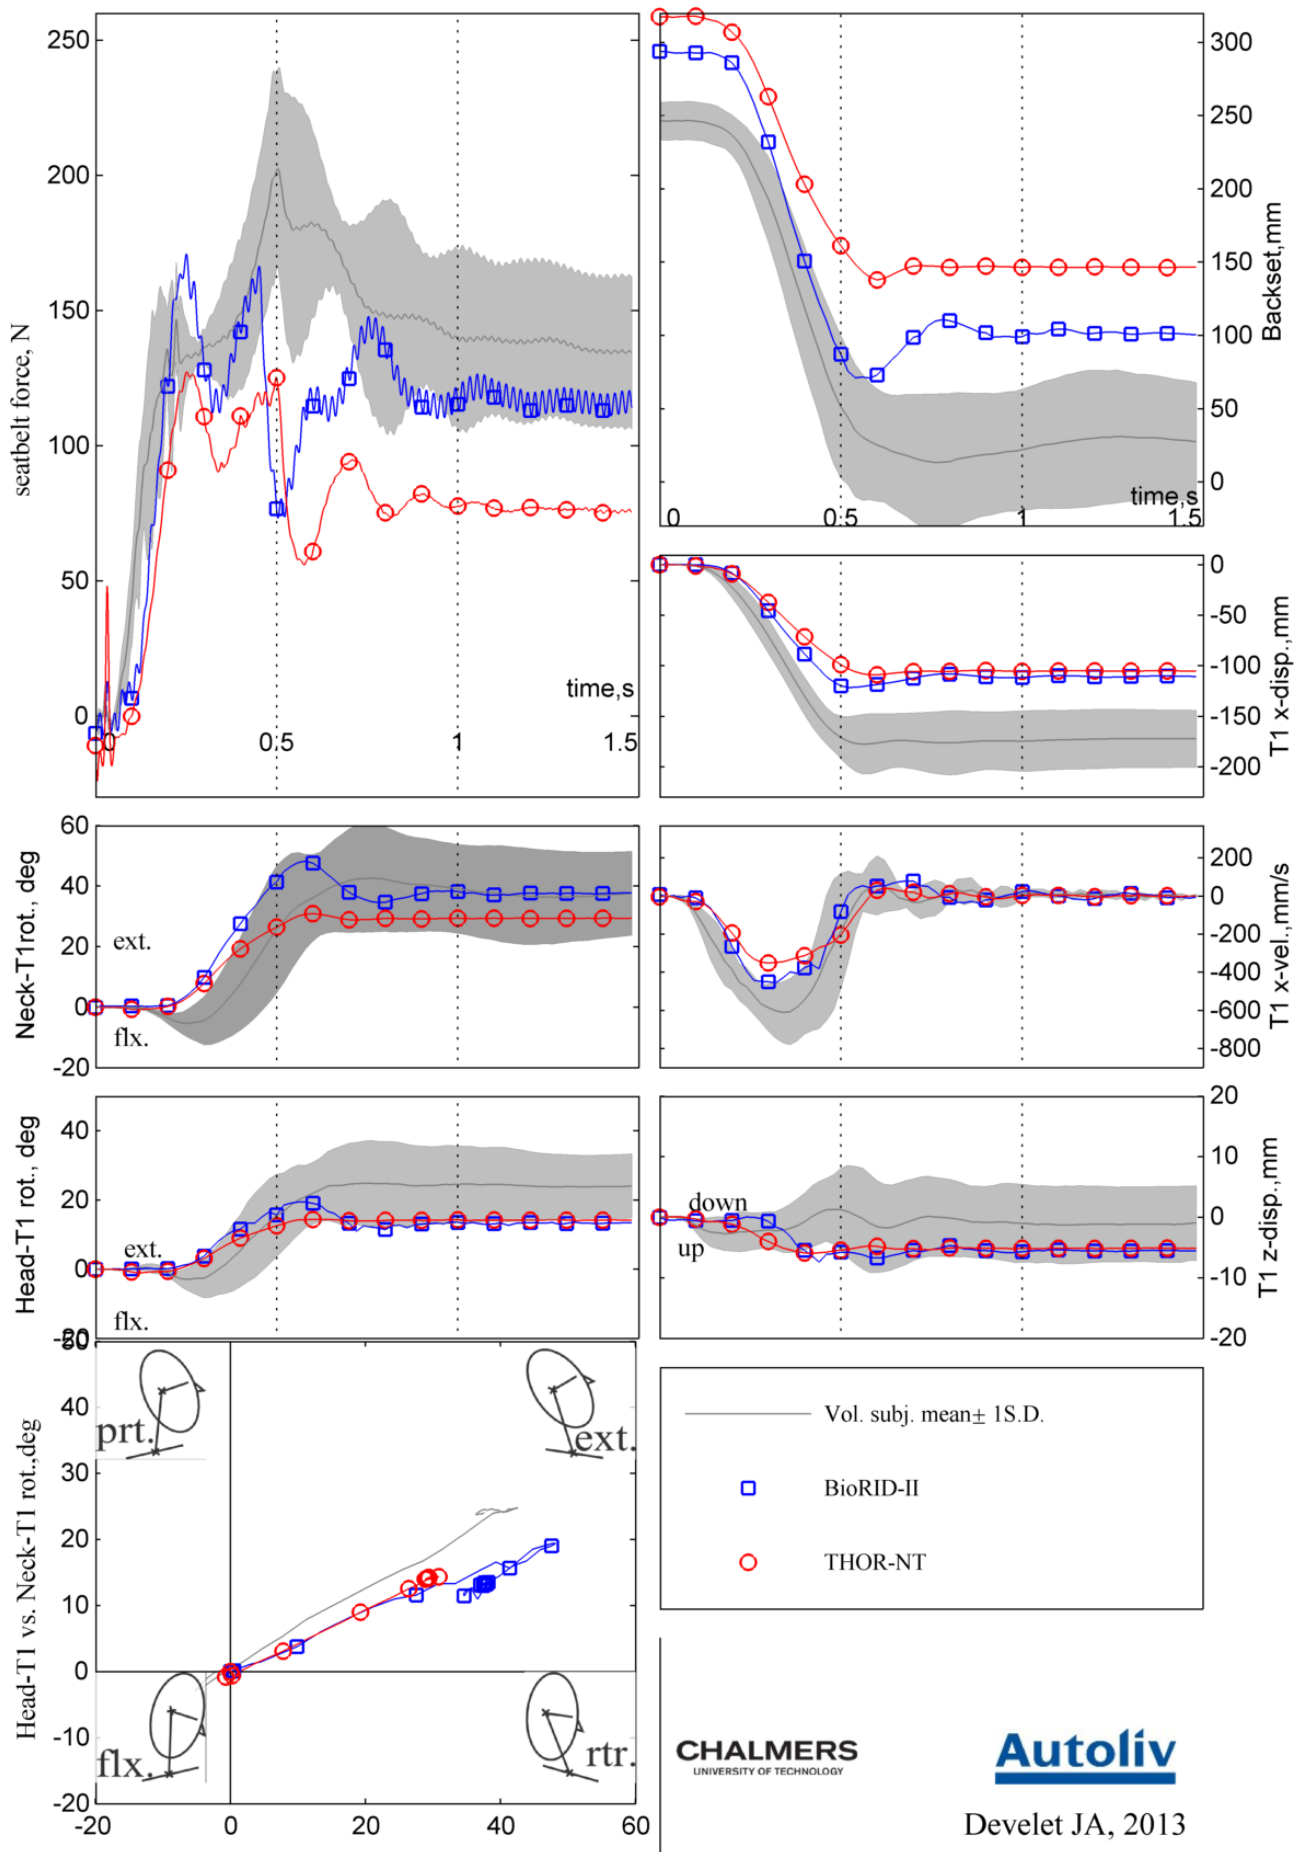 seatbelt force, N
250
200
150
100
50
0
time,s
0
0.5
1
1.5
Backset,mm
300
250
200
150
100
50
0
time,s
0
0.5
1
1.5
T1 x-disp.,mm
0
-50
-100
-150
-200
Neck-T1rot., deg
60
40
20
0
-20
ext.
flx.
T1 x-vel.,mm/s
200
0
-200
-400
-600
-800
Head-T1 rot., deg
40
20
0
-20
ext.
flx.
T1 z-disp.,mm
20
10
0
-10
-20
down
up
Head-T1 vs. Neck-T1 rot.,deg
50
40
30
20
10
0
-10
-20
-20
0
20
40
60
prt.
ext.
flx.
rtr.
Vol. subj. mean± 1S.D.
BioRID-II
THOR-NT
CHALMERS
UNIVERSITY OF TECHNOLOGY
Autoliv
Develet JA, 2013